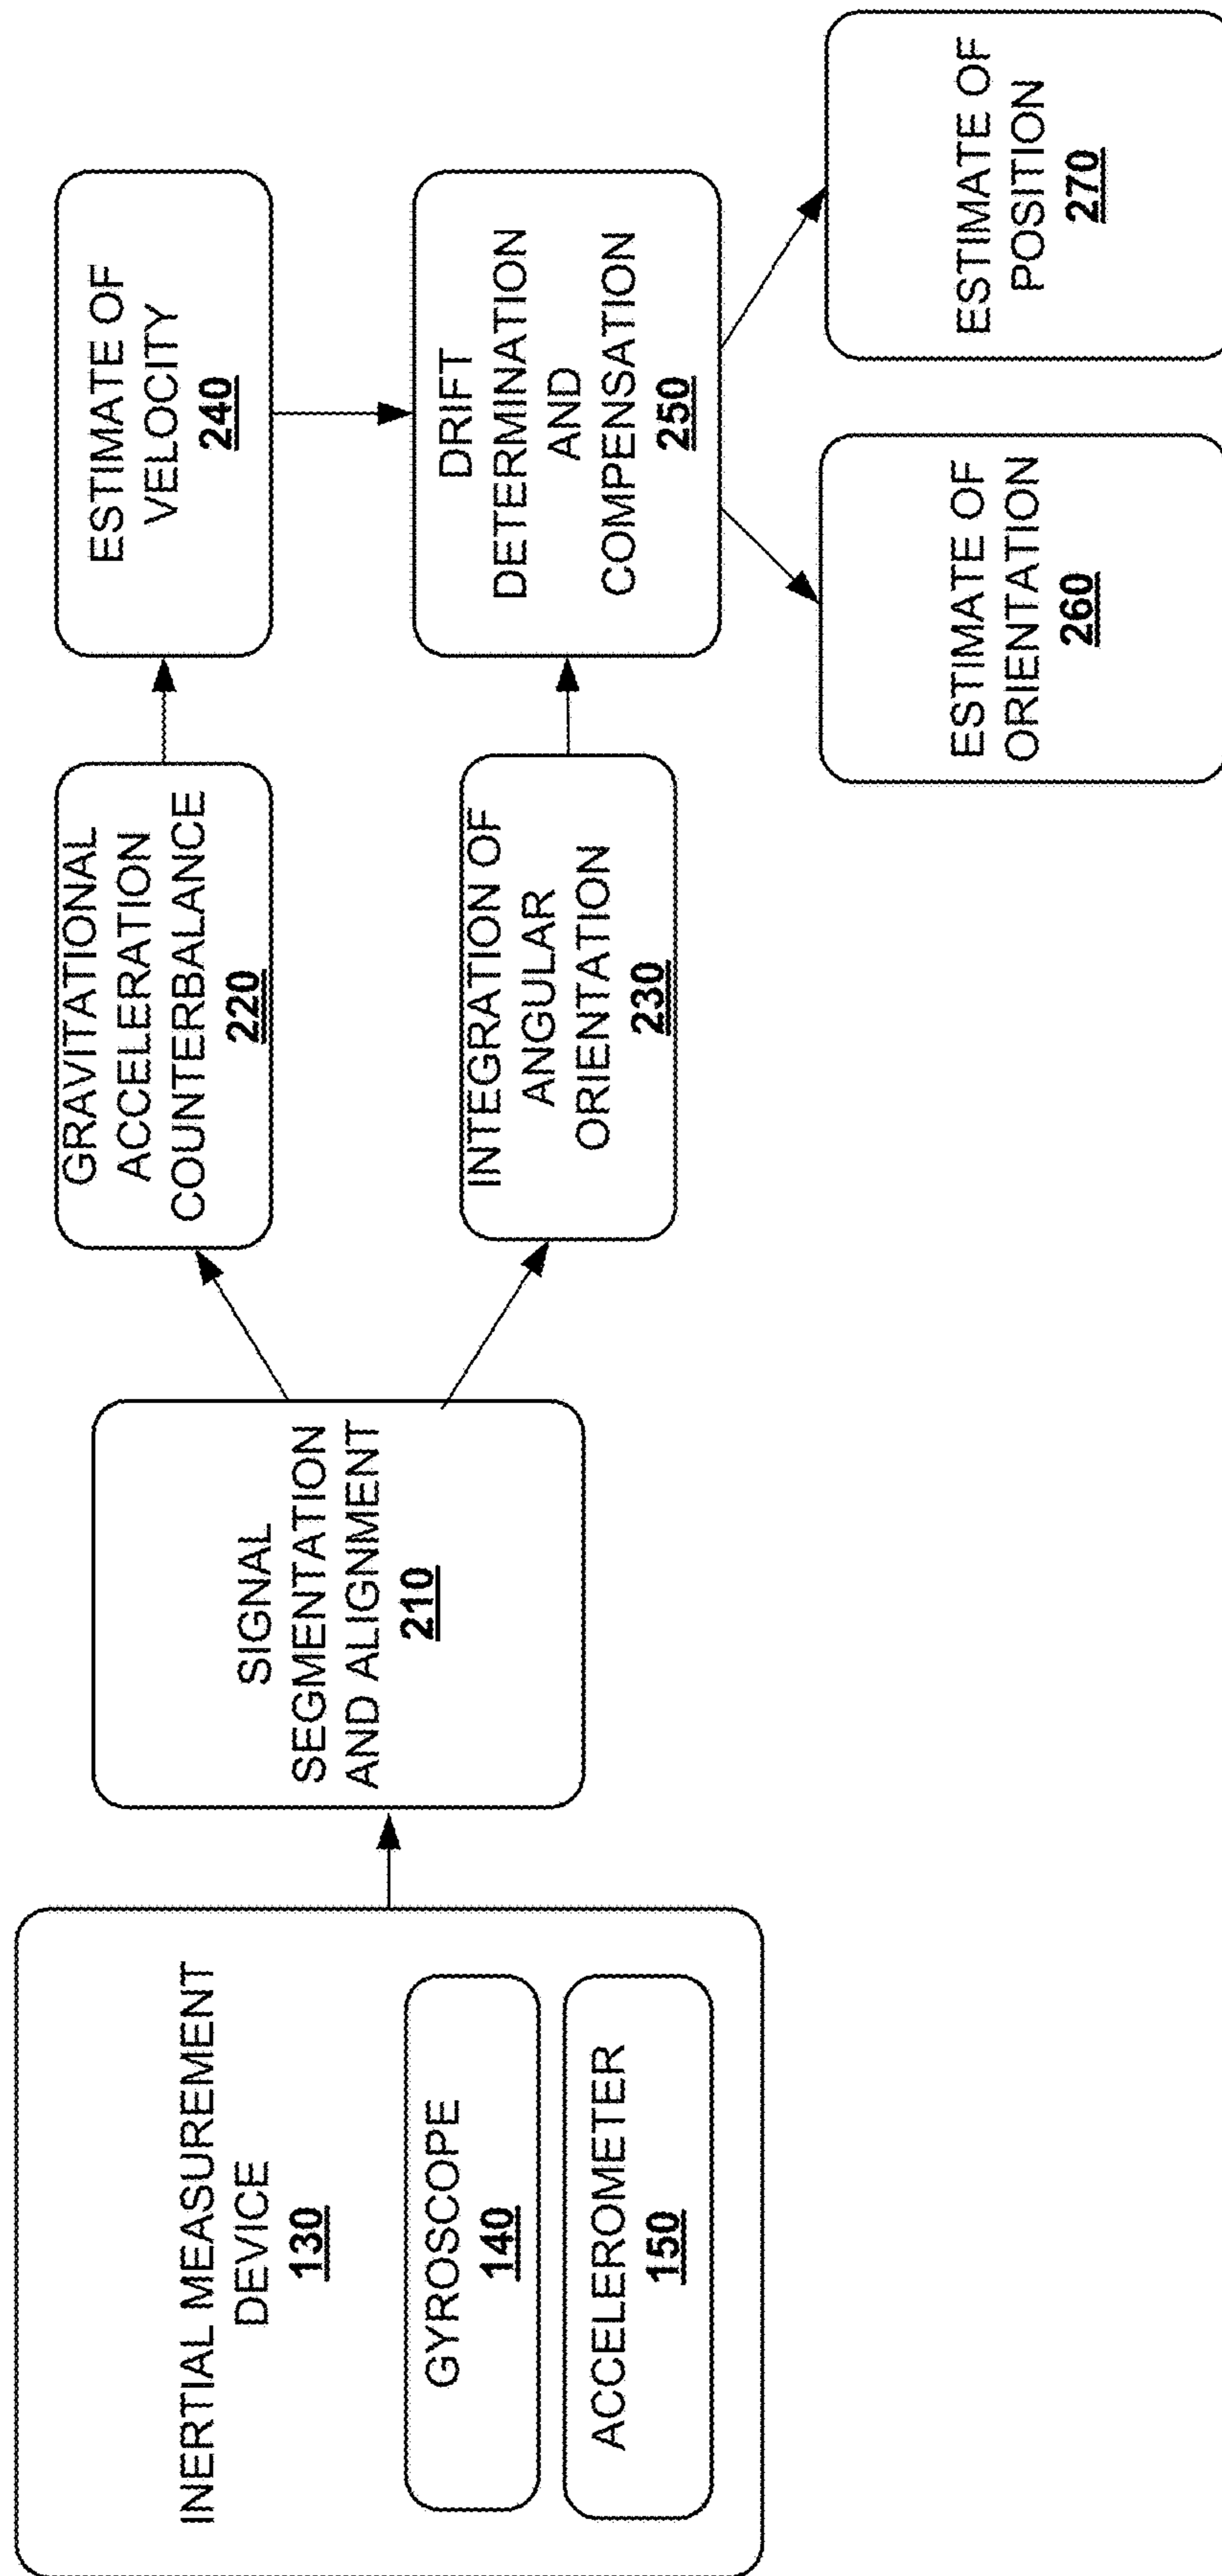 INERTIAL MEASUREMENT
DEVICE
130
GYROSCOPE
140
ACCELEROMETER
150
SIGNAL
SEGMENTATION
AND ALIGNMENT
210
GRAVITATIONAL
ACCELERATION
COUNTERBALANCE
220
INTEGRATION OF
ANGULAR
ORIENTATION
230
ESTIMATE OF
VELOCITY
240
DRIFT
DETERMINATION
AND
COMPENSATION
250
ESTIMATE OF
ORIENTATION
260
ESTIMATE OF
POSITION
270